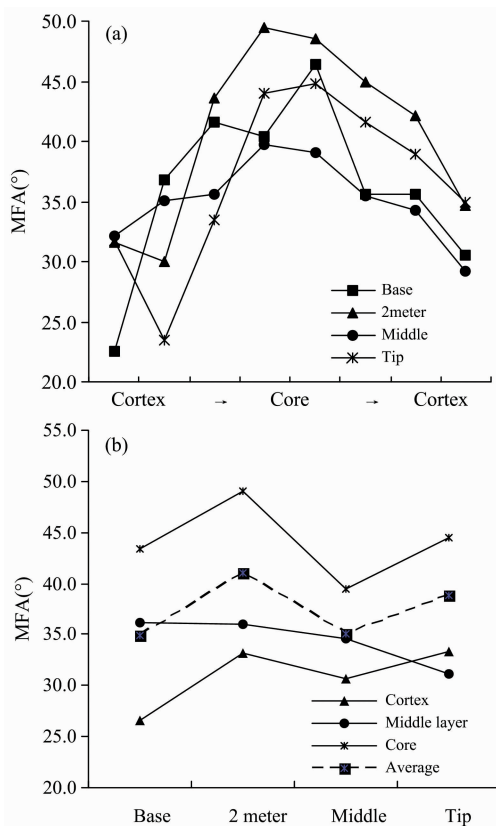 (a)
50.0
45.0
40.0
35.0
30.0
25.0
20.0
MFA(°)
Base
2meter
Middle
Tip
Cortex → Core → Cortex
(b)
55.0
50.0
45.0
40.0
35.0
30.0
25.0
20.0
MFA(°)
Cortex
Middle layer
Core
Average
Base 2 meter Middle Tip